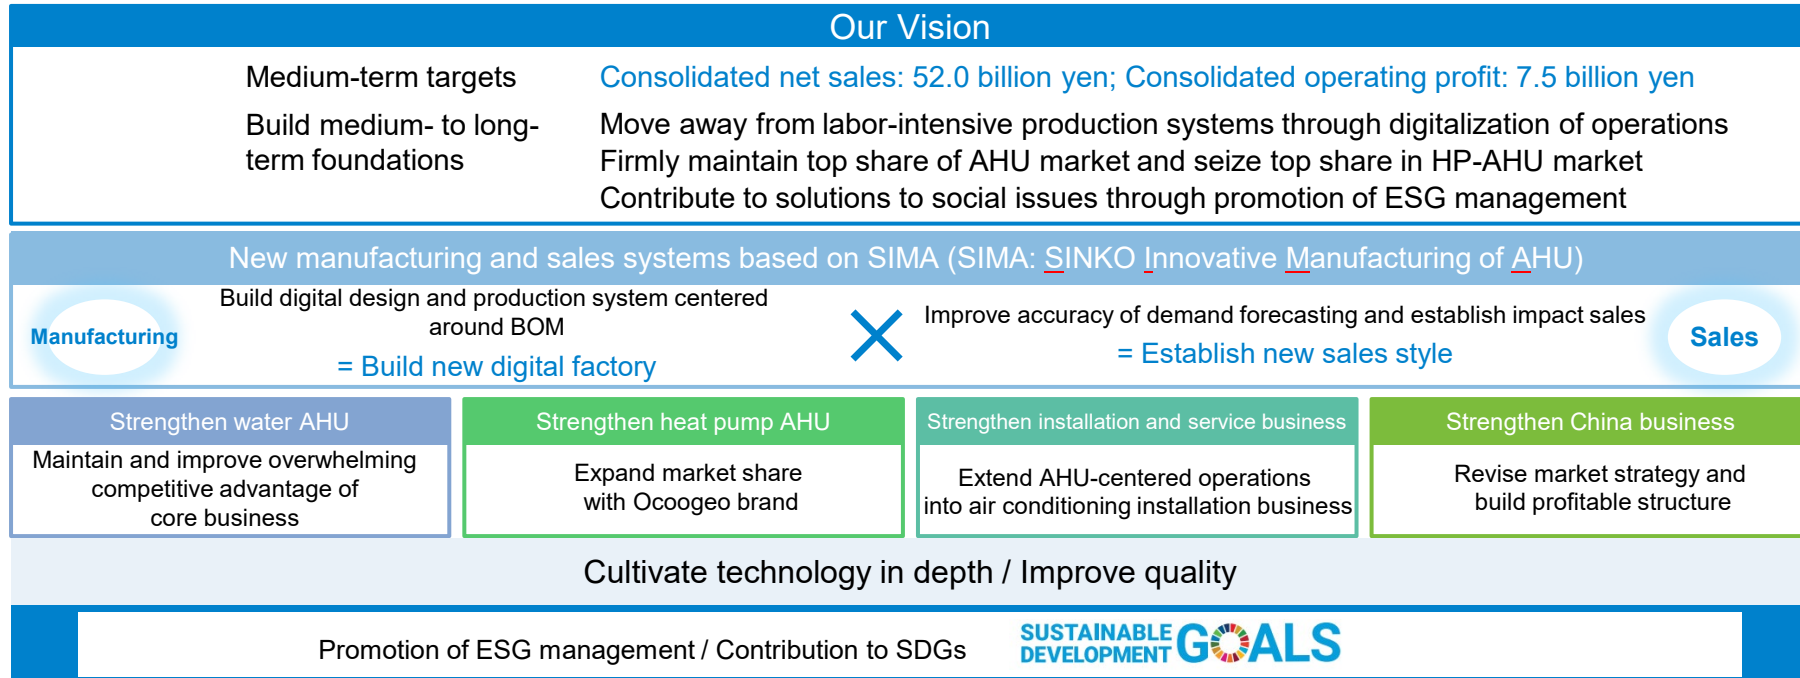 Our Vision
Medium-term targets
Consolidated net sales: 52.0 billion yen; Consolidated operating profit: 7.5 billion yen
Build medium- to long-
term foundations
Move away from labor-intensive production systems through digitalization of operations
Firmly maintain top share of AHU market and seize top share in HP-AHU market
Contribute to solutions to social issues through promotion of ESG management
New manufacturing and sales systems based on SIMA (SIMA: SINKO Innovative Manufacturing of AHU)
Manufacturing
Build digital design and production system centered
around BOM
= Build new digital factory
Improve accuracy of demand forecasting and establish impact sales
= Establish new sales style
Sales
Strengthen water AHU
Maintain and improve overwhelming
competitive advantage of
core business
Strengthen heat pump AHU
Expand market share
with Ocoogeo brand
Strengthen installation and service business
Extend AHU-centered operations
into air conditioning installation business
Strengthen China business
Revise market strategy and
build profitable structure
Cultivate technology in depth / Improve quality
Promotion of ESG management / Contribution to SDGs
SUSTAINABLE
DEVELOPMENT GOALS